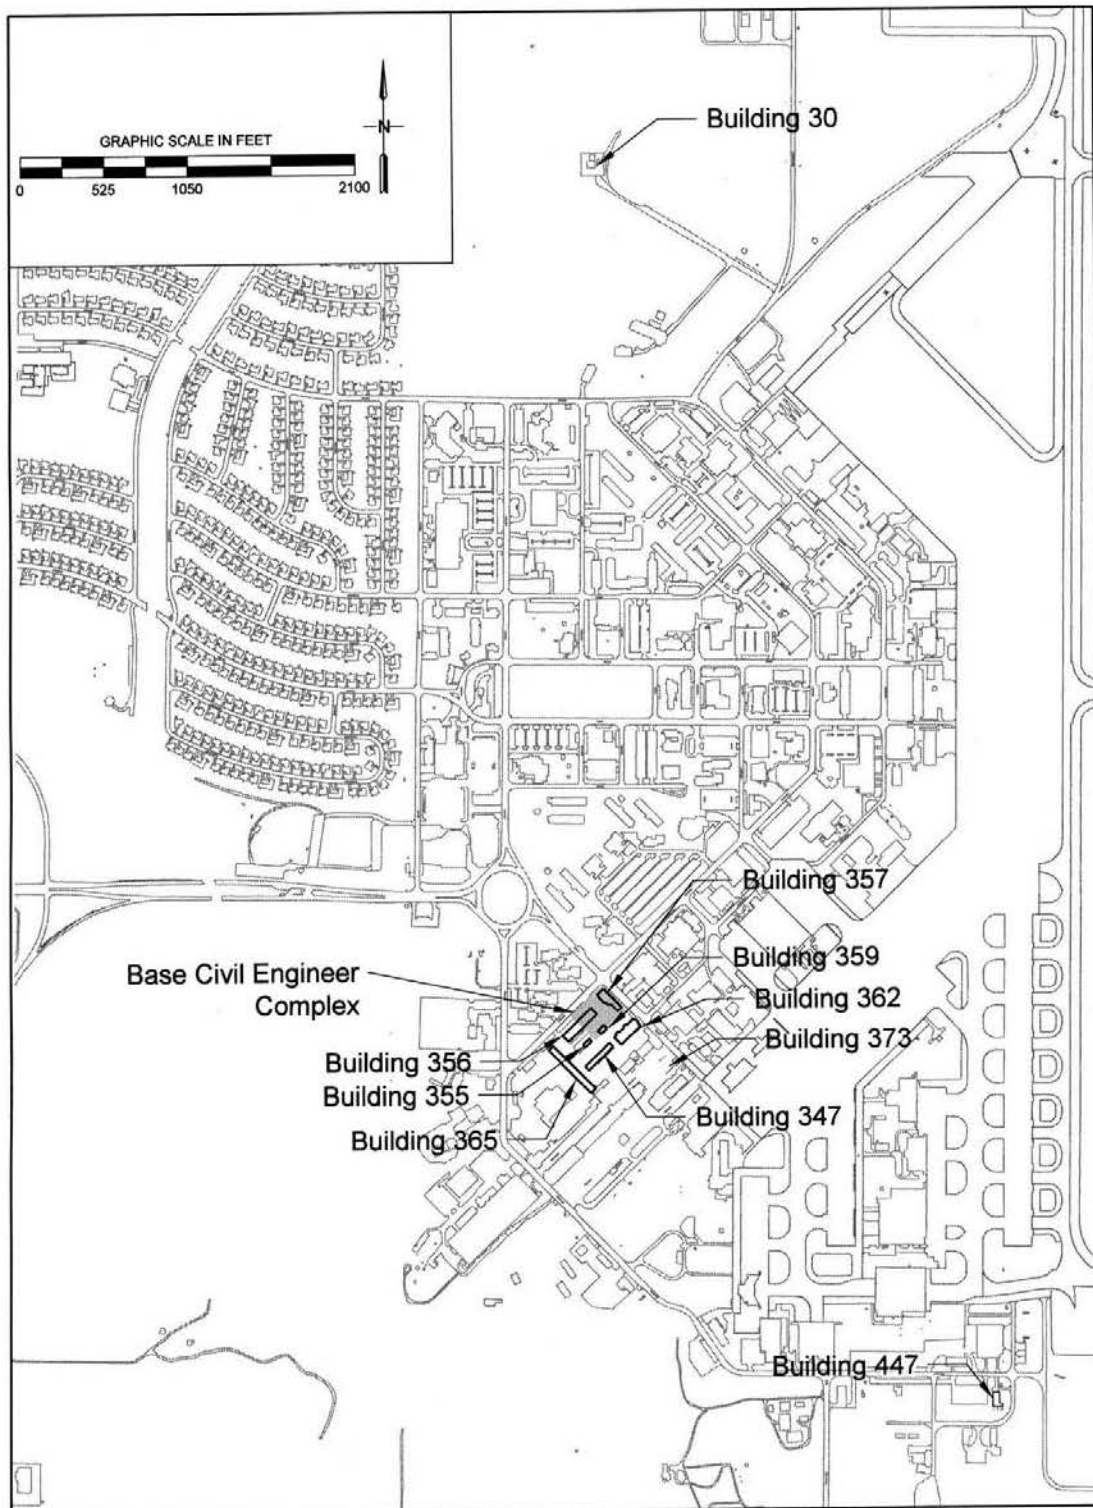 GRAPHIC SCALE IN FEET
N
0 525 1050 2100
Building 30
Building 357
Building 359
Base Civil Engineer
Complex
Building 362
Building 373
Building 356
Building 355
Building 347
Building 365
Building 447